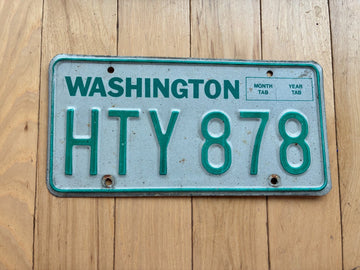 WASHINGTON
MONTH YEAR
TAB TAB
HTY 878